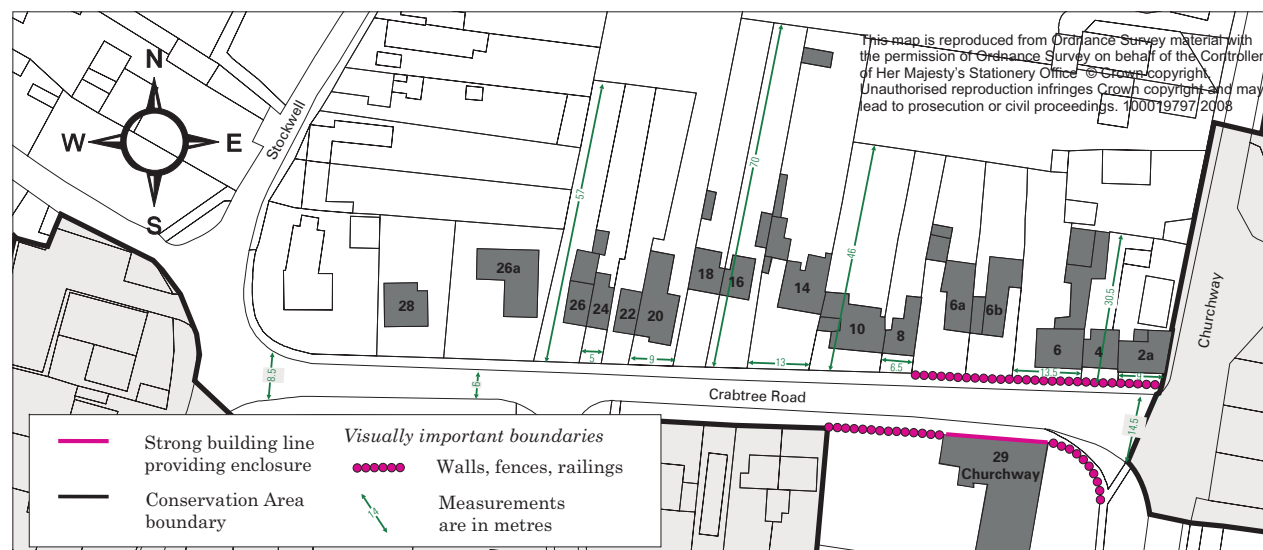 This map is reproduced from Ordnance Survey material with
the permission of Ordnance Survey on behalf of the Controller
of Her Majesty's Stationery Office © Crown copyright.
Unauthorised reproduction infringes Crown copyright and may
lead to prosecution or civil proceedings. 100019797 2008
N
W
E
S
Stockwell
Churchway
57
70
46
30.5
28
26a
26
24
22
20
18
16
14
10
8
6a
6b
6
4
2a
5
9
13
6.5
13.5
9
8.5
6
14.5
Crabtree Road
29
Churchway
Strong building line
providing enclosure
Conservation Area
boundary
Visually important boundaries
Walls, fences, railings
14
Measurements
are in metres